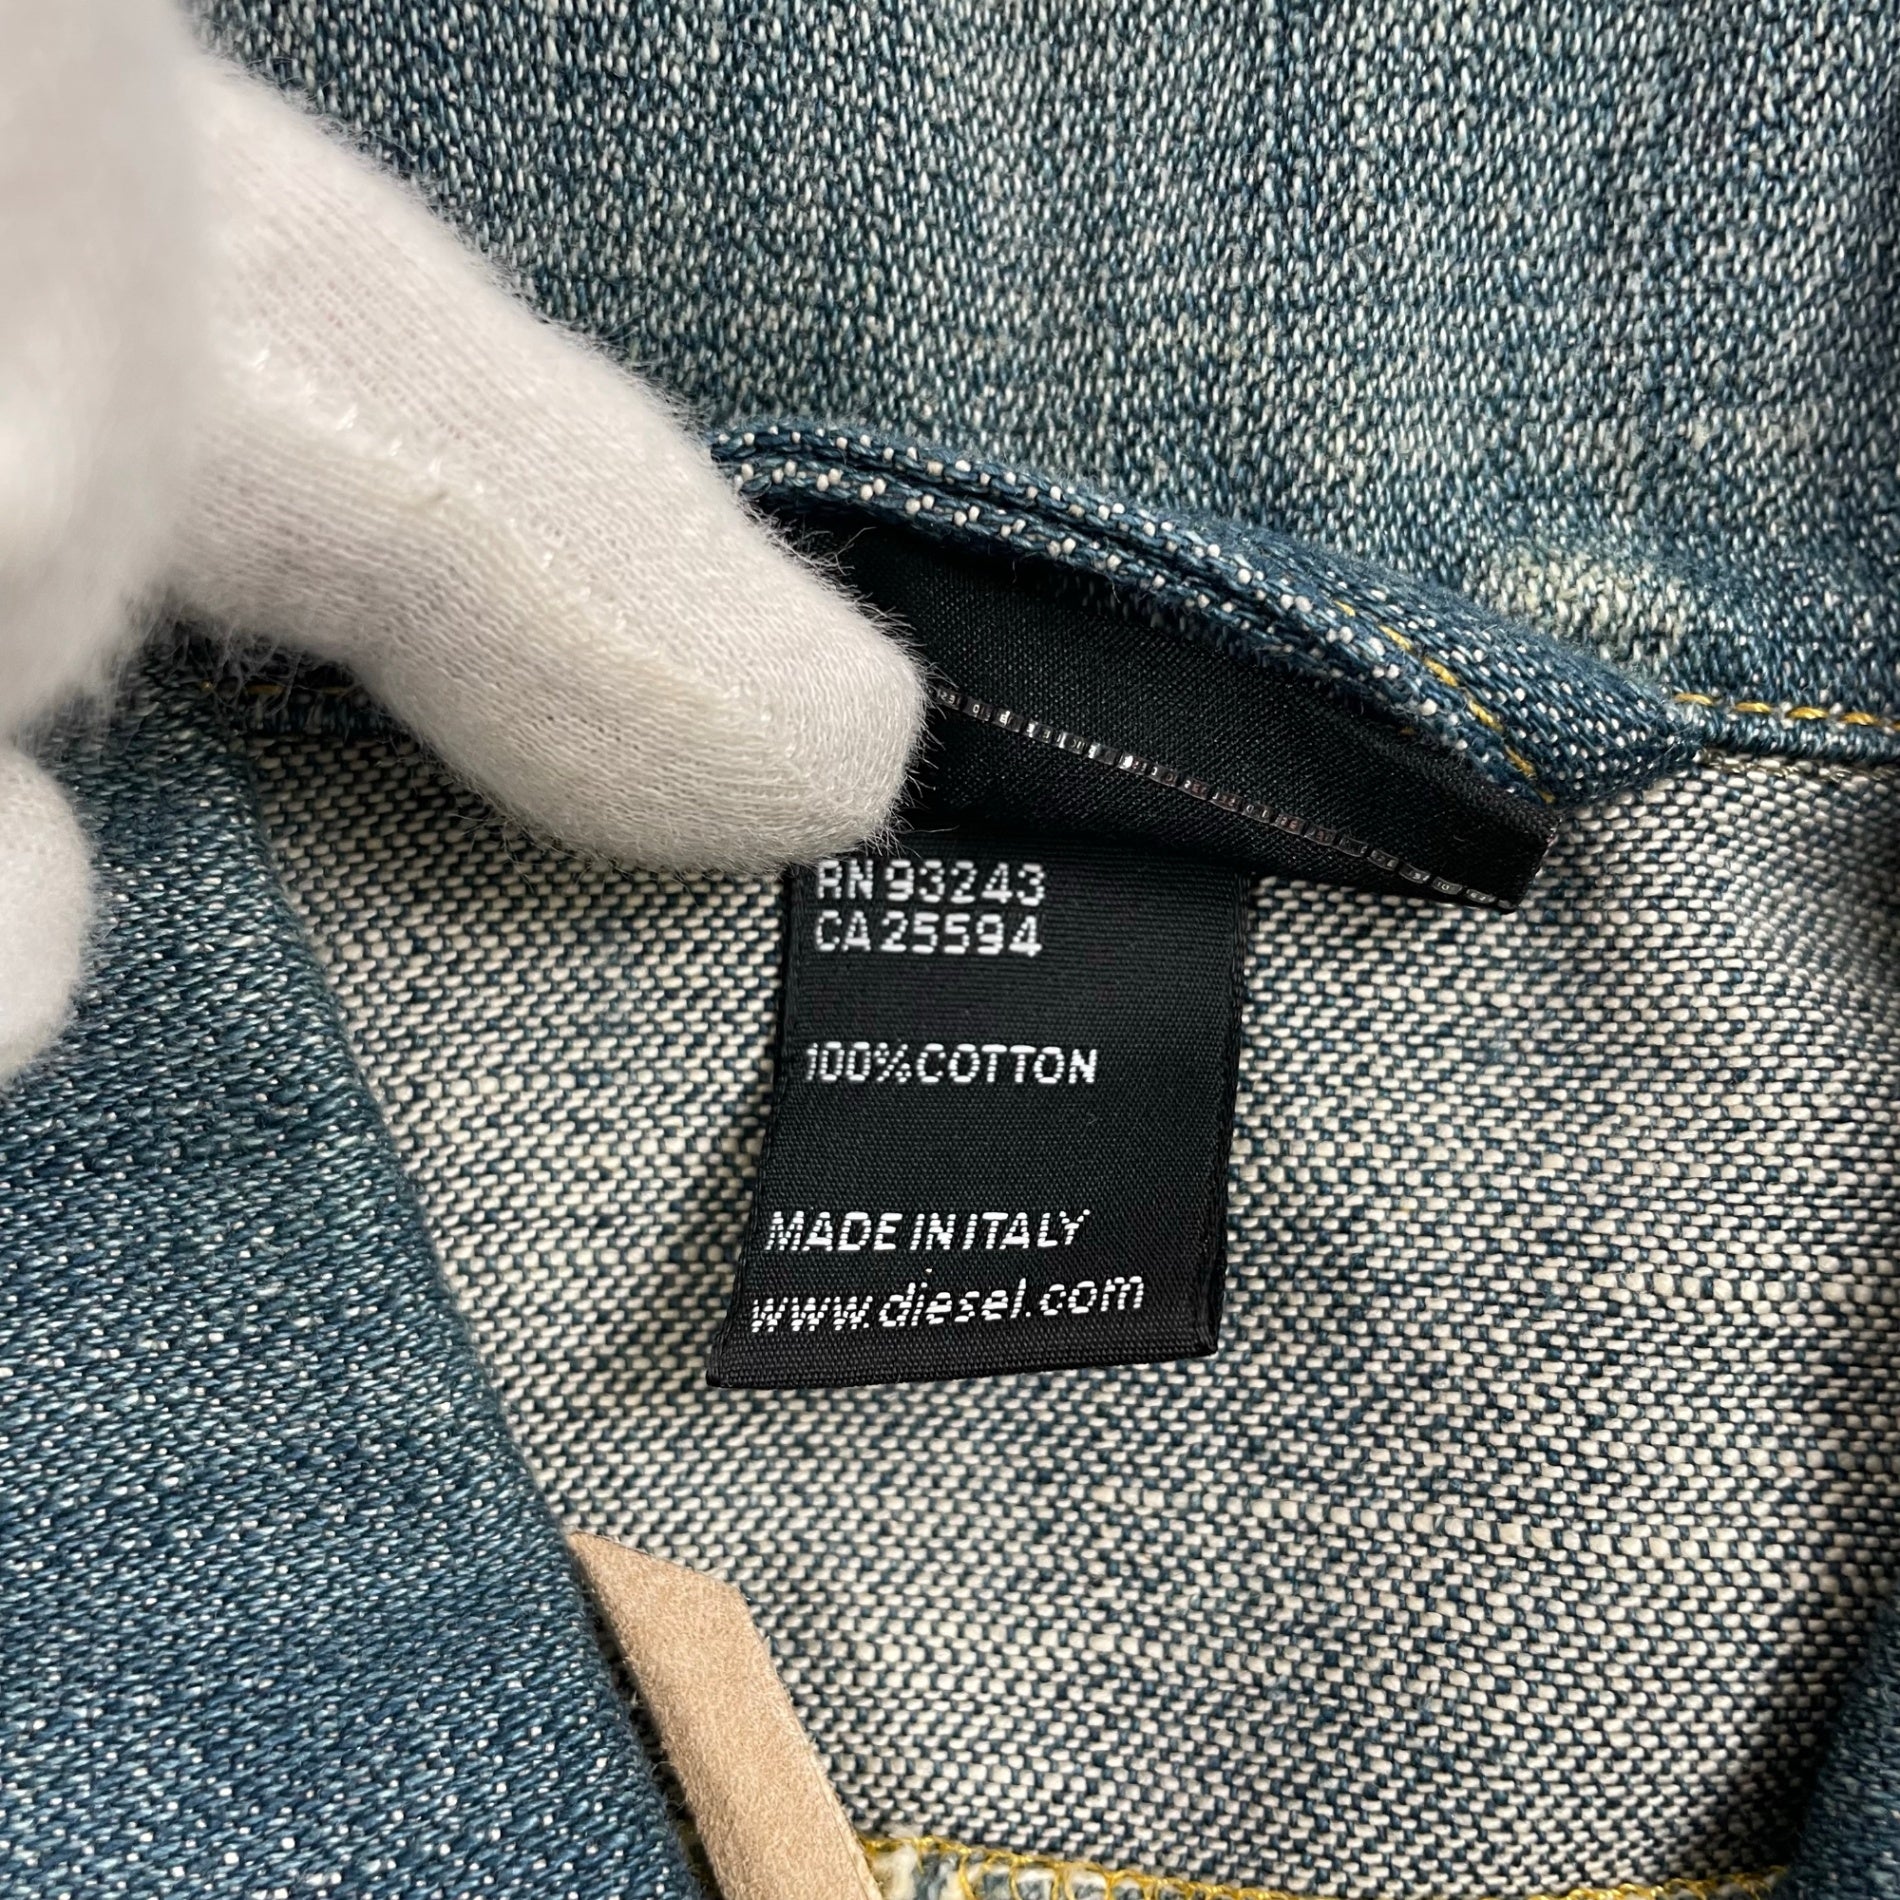 RN 93243
CA 25594
100% COTTON
MADE IN ITALY
www.diesel.com